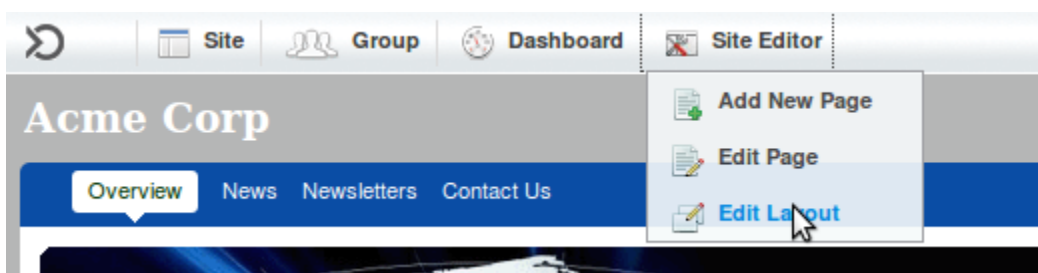 Site Group Dashboard Site Editor
Add New Page
Acme Corp
Edit Page
Overview News Newsletters Contact Us
Edit Layout